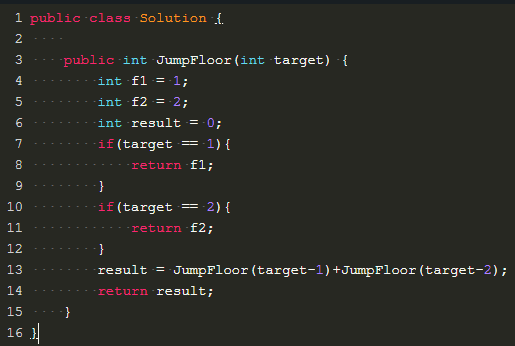 1 public class Solution {
2
3     public int JumpFloor(int target) {
4         int f1 = 1;
5         int f2 = 2;
6         int result = 0;
7         if(target == 1){
8             return f1;
9         }
10         if(target == 2){
11             return f2;
12         }
13         result = JumpFloor(target-1)+JumpFloor(target-2);
14         return result;
15     }
16 }